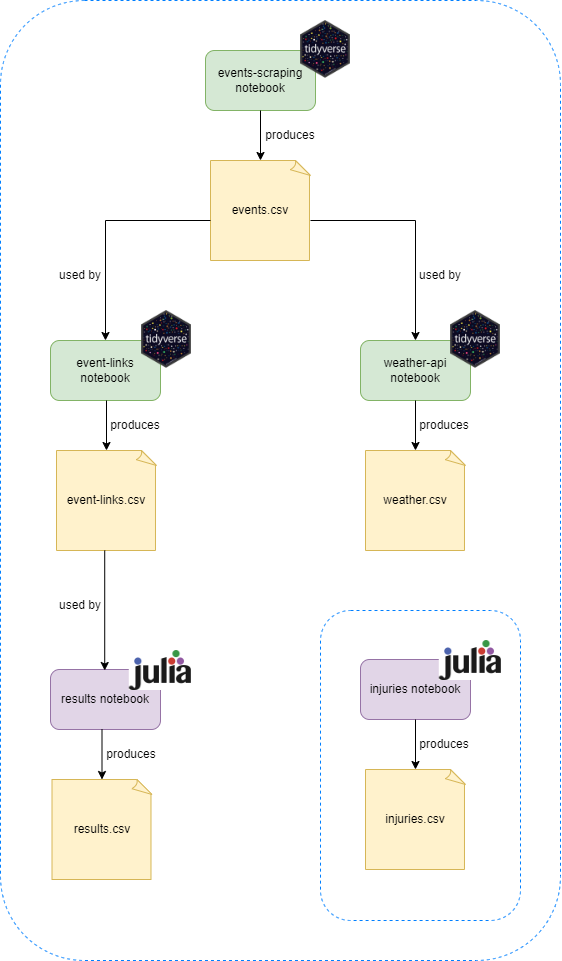 tidyverse
events-scraping
notebook
produces
events.csv
used by
used by
tidyverse
tidyverse
event-links
notebook
weather-api
notebook
produces
produces
event-links.csv
weather.csv
used by
julia
julia
results notebook
injuries notebook
produces
produces
results.csv
injuries.csv